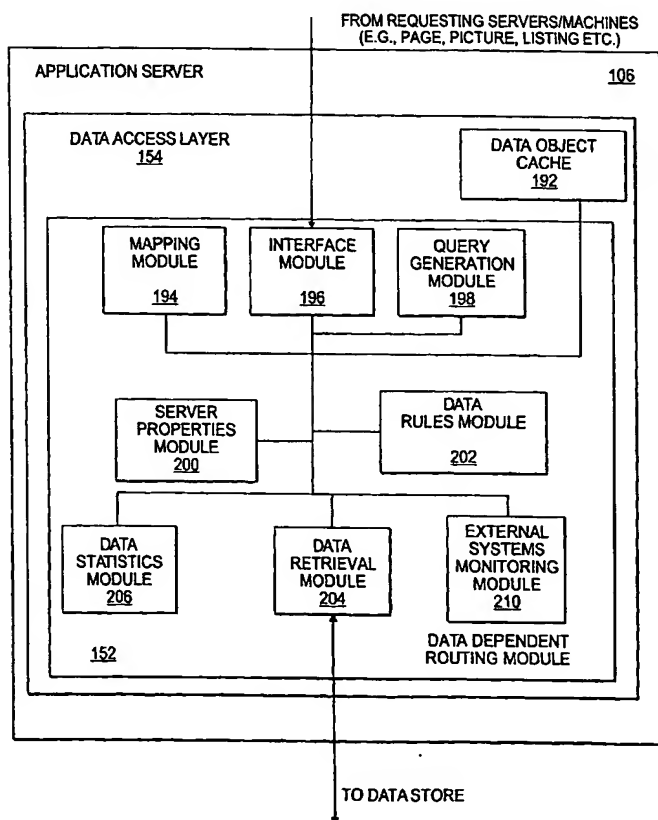 FROM REQUESTING SERVERS/MACHINES
(E.G., PAGE, PICTURE, LISTING ETC.)
APPLICATION SERVER
106
DATA ACCESS LAYER
154
DATA OBJECT
CACHE
192
MAPPING
MODULE
194
INTERFACE
MODULE
196
QUERY
GENERATION
MODULE
198
SERVER
PROPERTIES
MODULE
200
DATA
RULES MODULE
202
DATA
STATISTICS
MODULE
206
DATA
RETRIEVAL
MODULE
204
EXTERNAL
SYSTEMS
MONITORING
MODULE
210
152
DATA DEPENDENT
ROUTING MODULE
TO DATA STORE